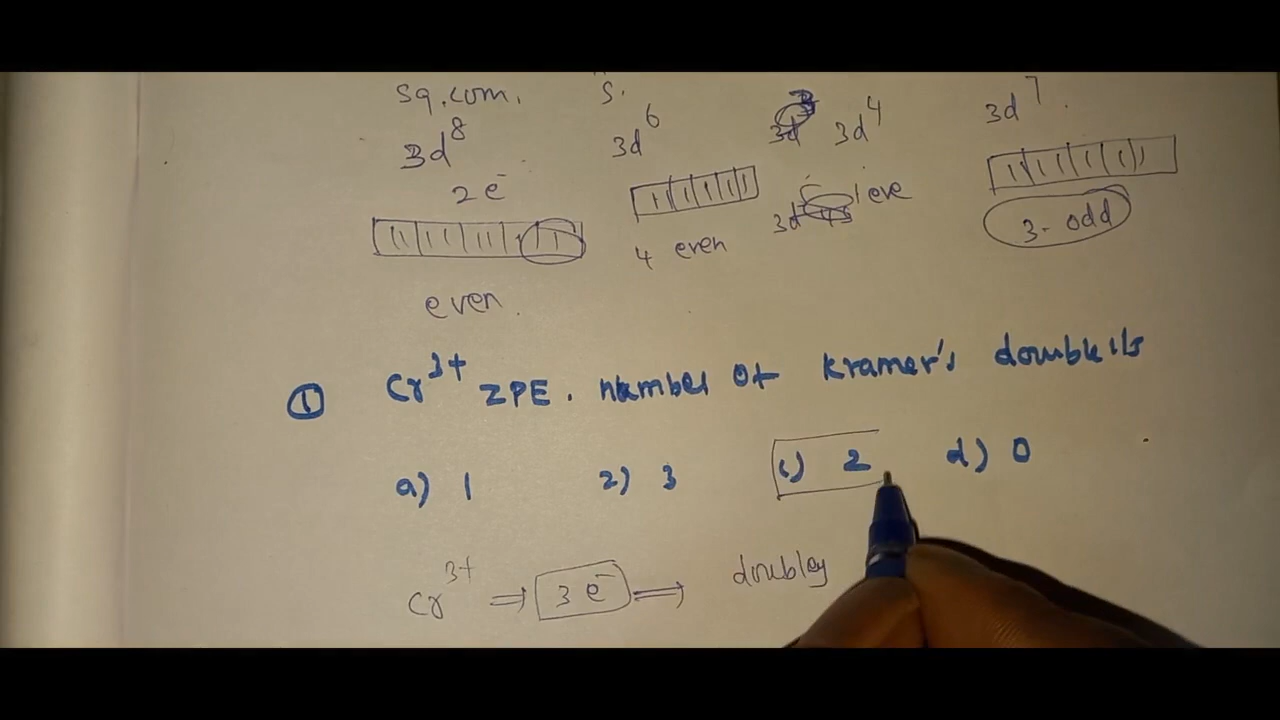 sq.com. S.
3d⁸ 3d⁶ 3d⁴ 3d⁷.
2e⁻
4 even 3d 3-odd
even.
① Cr³⁺ ZPE. number of Kramer's doublets
a) 1 2) 3 c) 2 d) 0
Cr³⁺ ⇒ 3e⁻ ⇒ doubley